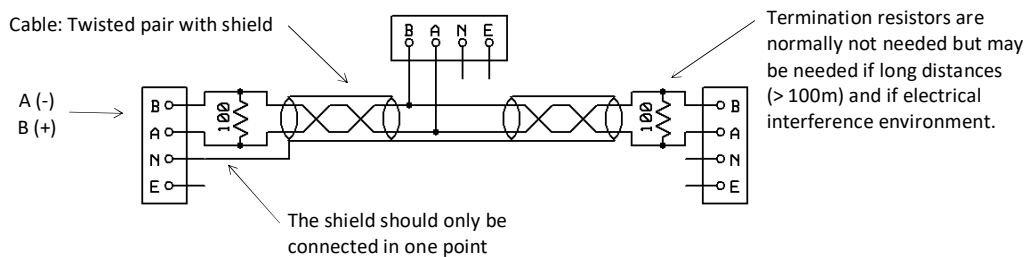 Cable: Twisted pair with shield
B A N E
Termination resistors are
normally not needed but may
be needed if long distances
(> 100m) and if electrical
interference environment.
A (-)
B (+)
B
A
N
E
100
100
B
A
N
E
The shield should only be
connected in one point